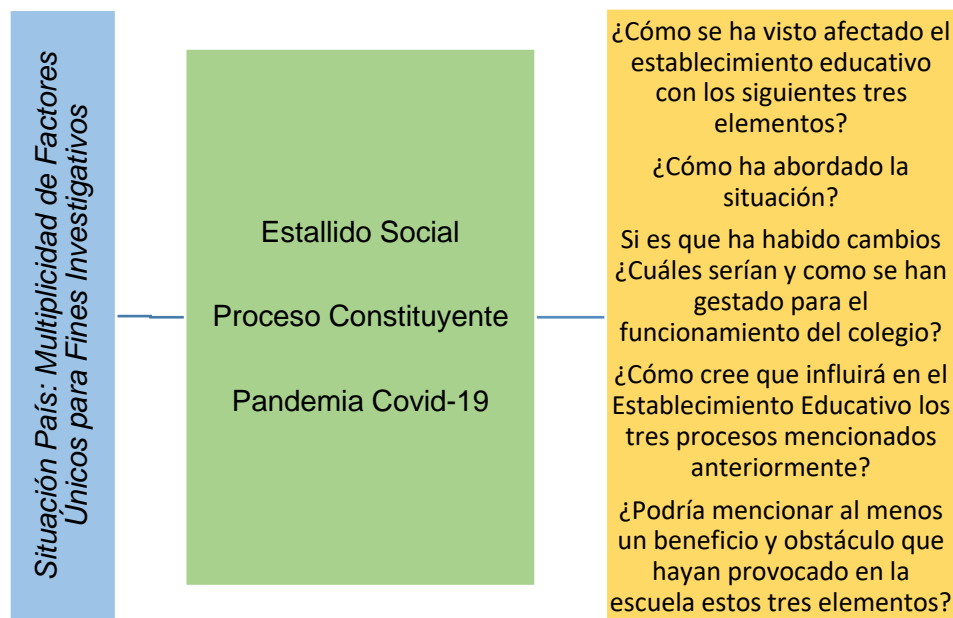 Situación País: Multiplicidad de Factores
Únicos para Fines Investigativos
Estallido Social
Proceso Constituyente
Pandemia Covid-19
¿Cómo se ha visto afectado el
establecimiento educativo
con los siguientes tres
elementos?
¿Cómo ha abordado la
situación?
Si es que ha habido cambios
¿Cuáles serían y como se han
gestado para el
funcionamiento del colegio?
¿Cómo cree que influirá en el
Establecimiento Educativo los
tres procesos mencionados
anteriormente?
¿Podría mencionar al menos
un beneficio y obstáculo que
hayan provocado en la
escuela estos tres elementos?